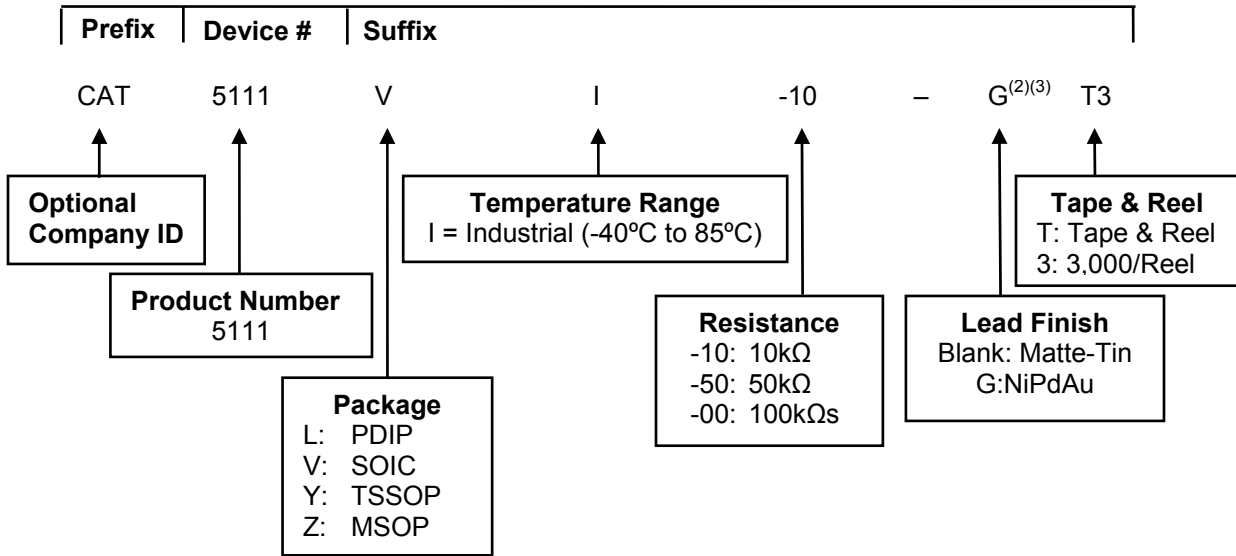 Prefix Device # Suffix
CAT 5111 V I -10 – G(2)(3) T3
Optional
Company ID
Product Number
5111
Package
L: PDIP
V: SOIC
Y: TSSOP
Z: MSOP
Temperature Range
I = Industrial (-40ºC to 85ºC)
Resistance
-10: 10kΩ
-50: 50kΩ
-00: 100kΩs
Lead Finish
Blank: Matte-Tin
G:NiPdAu
Tape & Reel
T: Tape & Reel
3: 3,000/Reel